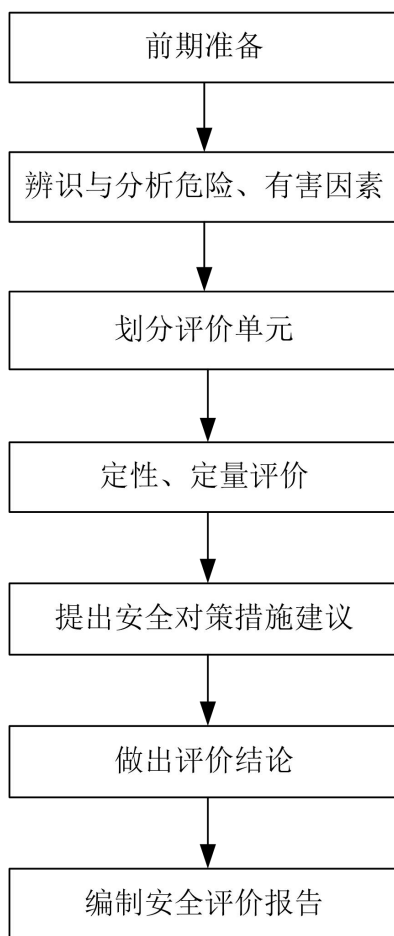 前期准备
辨识与分析危险、有害因素
划分评价单元
定性、定量评价
提出安全对策措施建议
做出评价结论
编制安全评价报告